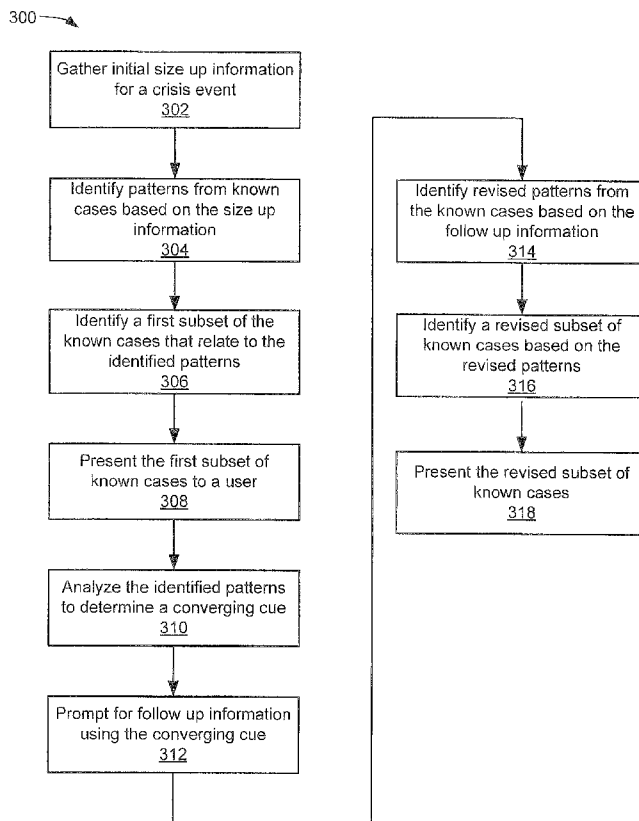 300
Gather initial size up information
for a crisis event
302
Identify patterns from known
cases based on the size up
information
304
Identify a first subset of the
known cases that relate to the
identified patterns
306
Present the first subset of
known cases to a user
308
Analyze the identified patterns
to determine a converging cue
310
Prompt for follow up information
using the converging cue
312
Identify revised patterns from
the known cases based on the
follow up information
314
Identify a revised subset of
known cases based on the
revised patterns
316
Present the revised subset of
known cases
318